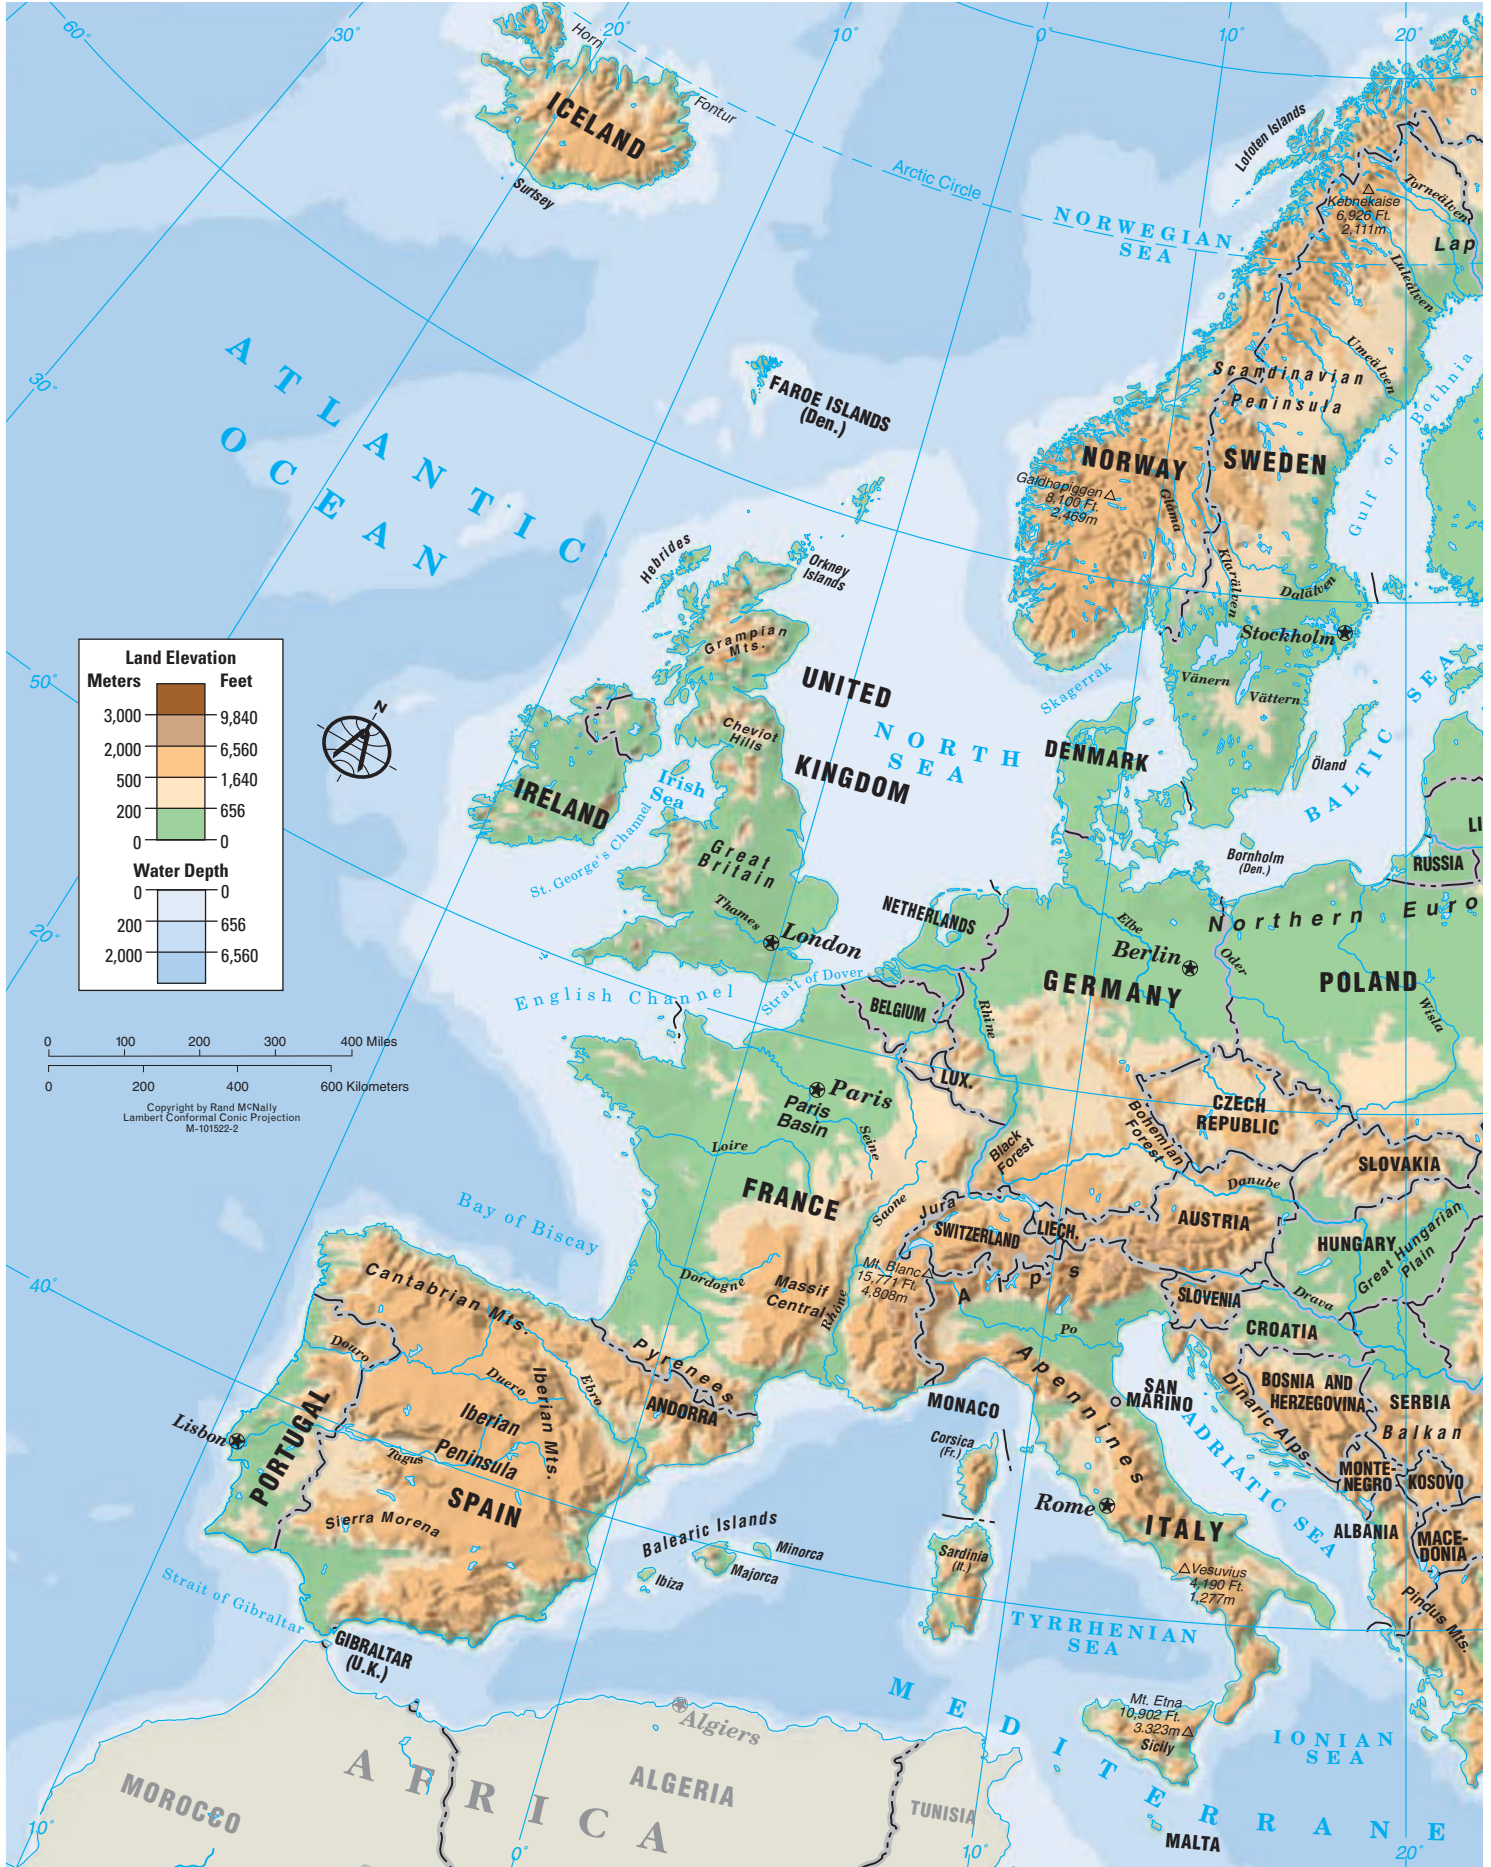 60°
30°
20°
10°
0°
10°
20°
Horn
Fontur
ICELAND
Surtsey
Arctic Circle
Lofoten Islands
NORWEGIAN
SEA
Kebnekaise
6,926 Ft.
2,111m
Torneälven
Lap
Luleälven
Umeälven
Scandinavian
Peninsula
Gulf of Bothnia
30°
ATLANTIC
OCEAN
FAROE ISLANDS
(Den.)
NORWAY
SWEDEN
Galdhøpiggen
8,100 Ft.
2,469m
Glåma
Klarälven
Dalälven
Stockholm
Vänern
Vättern
Hebrides
Orkney
Islands
Grampian
Mts.
UNITED
KINGDOM
Cheviot
Hills
NORTH
SEA
Skagerrak
DENMARK
Öland
BALTIC SEA
Land Elevation
Meters Feet
3,000 9,840
2,000 6,560
500 1,640
200 656
0 0
Water Depth
0 0
200 656
2,000 6,560
N
50°
IRELAND
Irish
Sea
St. George's Channel
Great
Britain
Thames
London
LI
RUSSIA
Bornholm
(Den.)
NETHERLANDS
Elbe
Northern Euro
Berlin
Oder
GERMANY
POLAND
Wisla
20°
English Channel
Strait of Dover
BELGIUM
Rhine
LUX.
0 100 200 300 400 Miles
0 200 400 600 Kilometers
Copyright by Rand McNally
Lambert Conformal Conic Projection
M-101522-2
Paris
Paris
Basin
Seine
Loire
CZECH
REPUBLIC
Bohemian
Forest
Black
Forest
SLOVAKIA
Danube
FRANCE
Saone
Jura
SWITZERLAND
LIECH.
AUSTRIA
HUNGARY
Great Hungarian
Plain
Bay of Biscay
Mt. Blanc
15,771 Ft.
4,808m
Alps
SLOVENIA
Drava
Dordogne
Massif
Central
Rhône
Po
CROATIA
40°
Cantabrian Mts.
Pyrenees
ANDORRA
Apennines
MONACO
SAN
MARINO
BOSNIA AND
HERZEGOVINA
SERBIA
Dinaric Alps
Balkan
Douro
Duero
Iberian Mts.
Ebro
Iberian
Peninsula
Lisbon
PORTUGAL
Tagus
SPAIN
Sierra Morena
Corsica
(Fr.)
ADRIATIC SEA
MONTE-
NEGRO
KOSOVO
Rome
ITALY
ALBANIA
MACE-
DONIA
Balearic Islands
Minorca
Majorca
Ibiza
Sardinia
(It.)
Vesuvius
4,190 Ft.
1,277m
Pindus Mts.
Strait of Gibraltar
GIBRALTAR
(U.K.)
TYRRHENIAN
SEA
MEDITERRANE
Mt. Etna
10,902 Ft.
3.323m
Sicily
IONIAN
SEA
Algiers
AFRICA
MOROCCO
ALGERIA
TUNISIA
MALTA
10°
0°
10°
20°